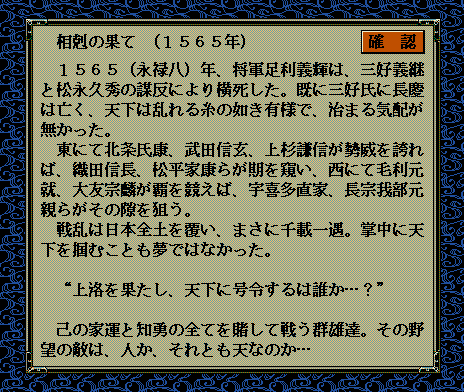 相剋の果て （１５６５年）
確 認
１５６５（永禄八）年、将軍足利義輝は、三好義継
と松永久秀の謀反により横死した。既に三好氏に長慶
は亡く、天下は乱れる糸の如き有様で、治まる気配が
無かった。
東にて北条氏康、武田信玄、上杉謙信が勢威を誇れ
ば、織田信長、松平家康らが期を窺い、西にて毛利元
就、大友宗麟が覇を競えば、宇喜多直家、長宗我部元
親らがその隙を狙う。
戦乱は日本全土を覆い、まさに千載一遇。掌中に天
下を掴むことも夢ではなかった。
“上洛を果たし、天下に号令するは誰か…？”
己の家運と知勇の全てを賭して戦う群雄達。その野
望の敵は、人か、それとも天なのか…